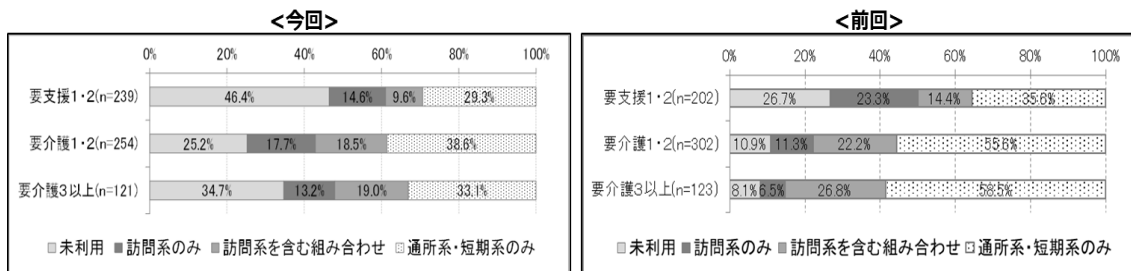 <今回>
0% 20% 40% 60% 80% 100%
要支援1・2(n=239) 46.4% 14.6% 9.6% 29.3%
要介護1・2(n=254) 25.2% 17.7% 18.5% 38.6%
要介護3以上(n=121) 34.7% 13.2% 19.0% 33.1%
未利用 訪問系のみ 訪問系を含む組み合わせ 通所系・短期系のみ
<前回>
0% 20% 40% 60% 80% 100%
要支援1・2(n=202) 26.7% 23.3% 14.4% 35.6%
要介護1・2(n=302) 10.9% 11.3% 22.2% 55.6%
要介護3以上(n=123) 8.1% 6.5% 26.8% 58.5%
未利用 訪問系のみ 訪問系を含む組み合わせ 通所系・短期系のみ